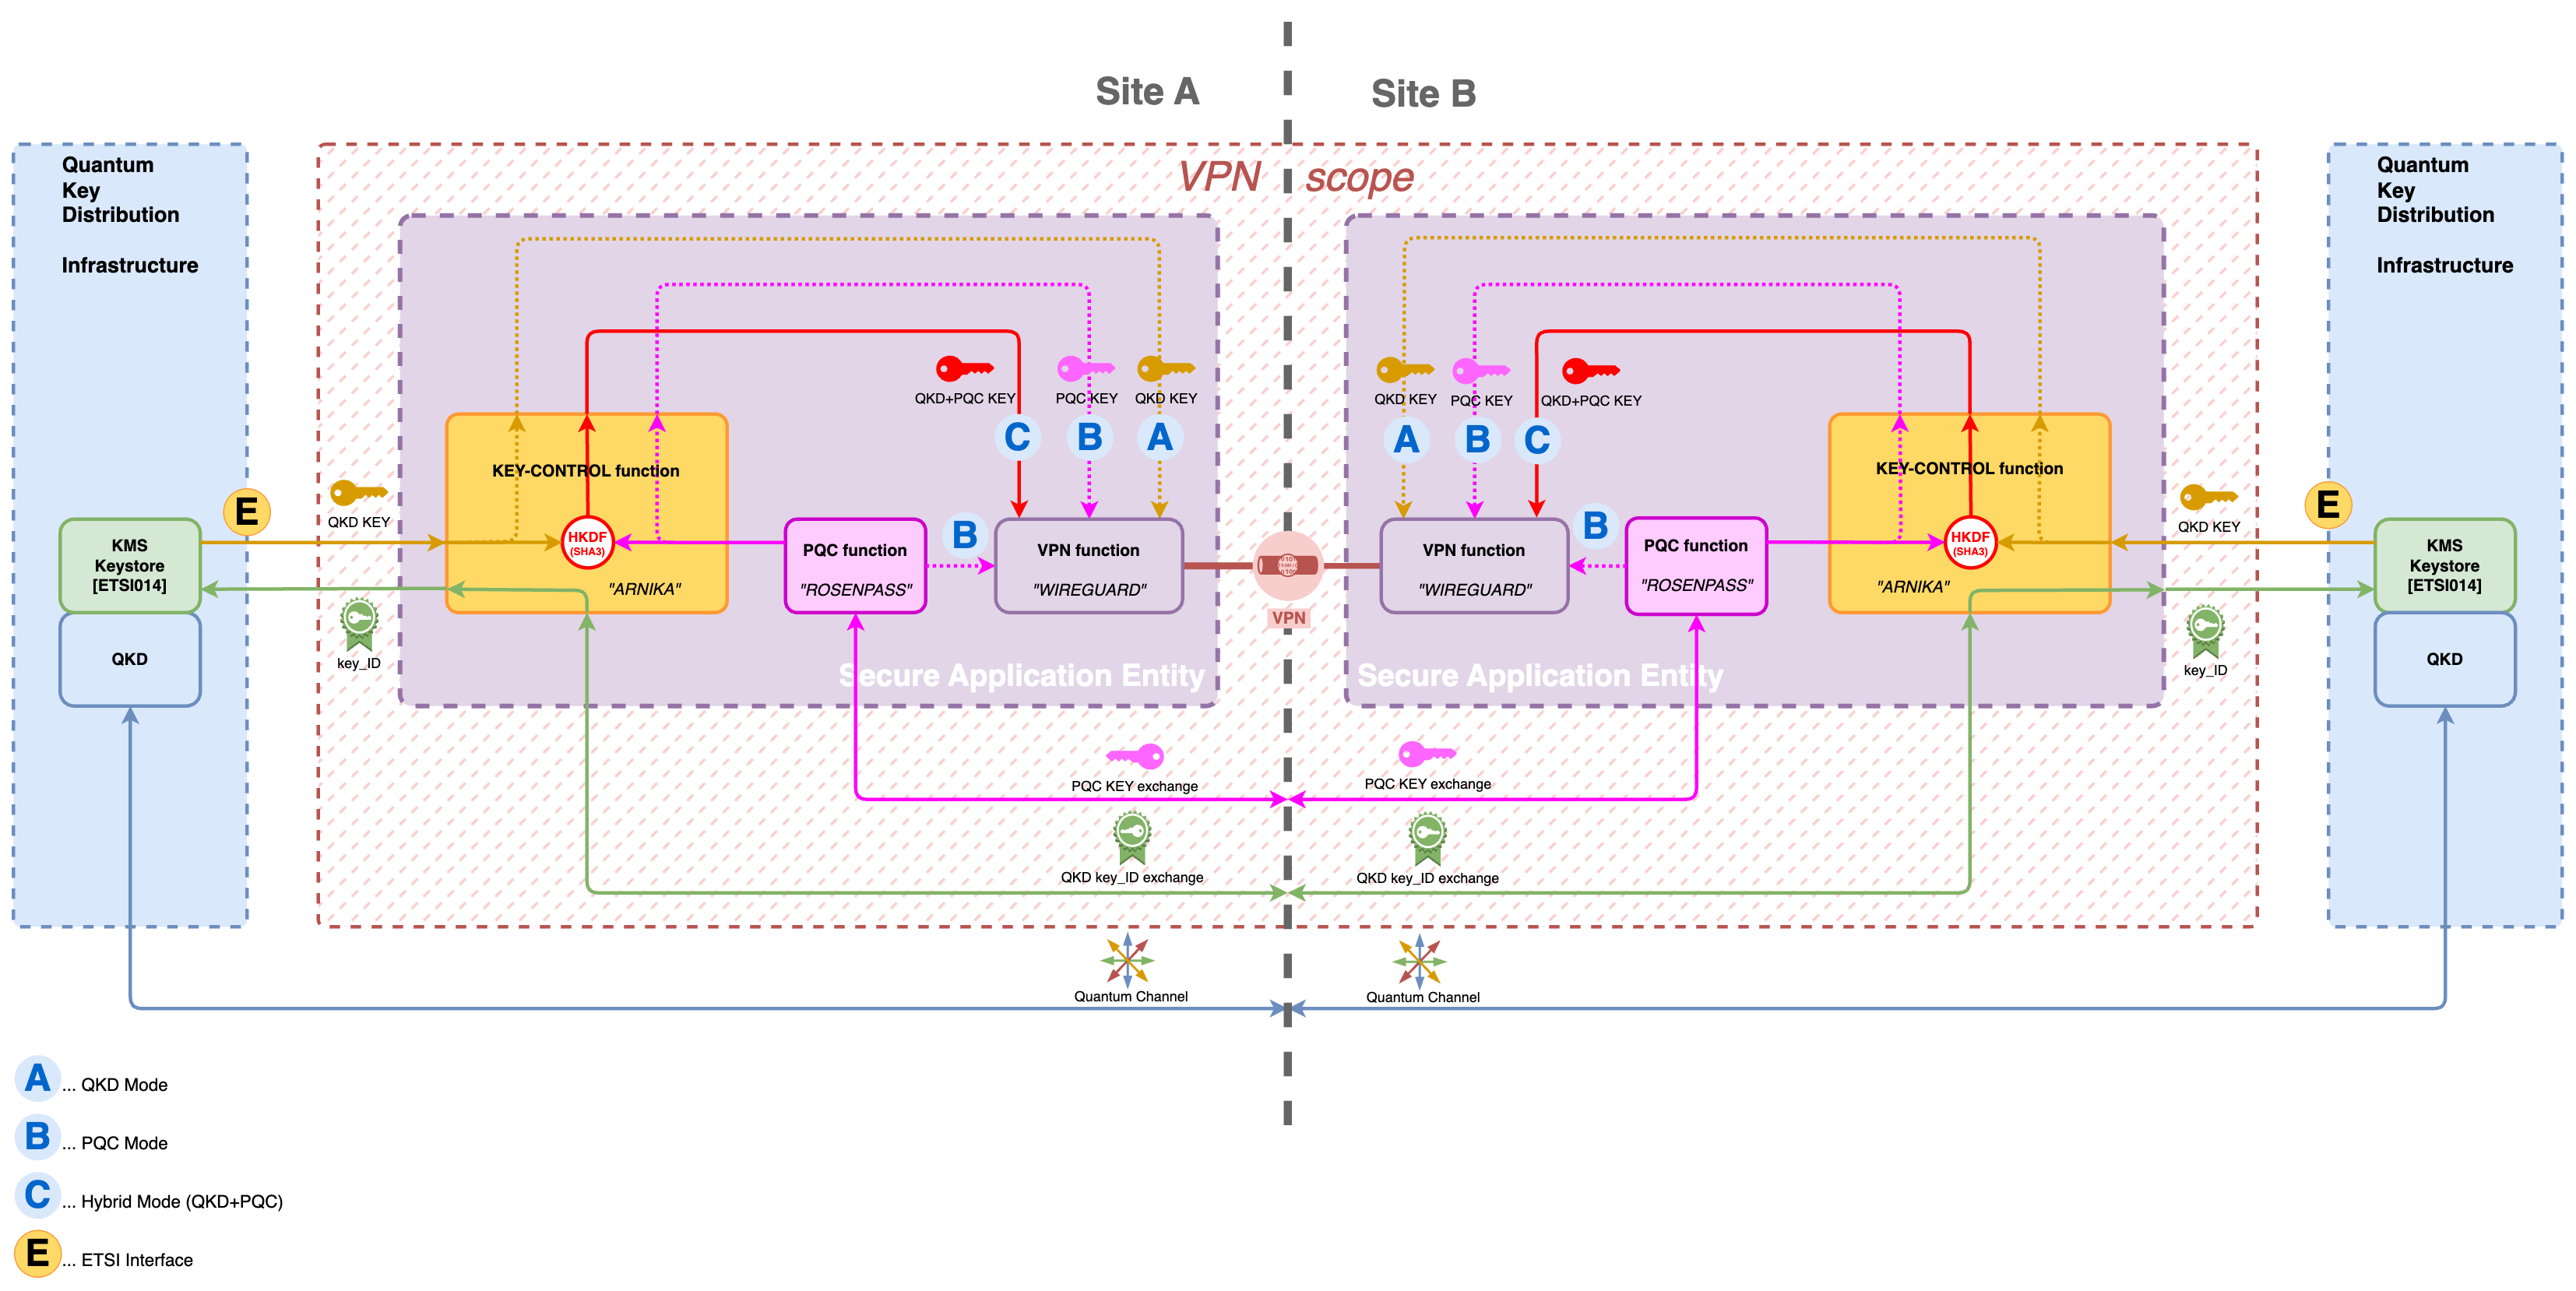 Site A
Site B
VPN scope
Quantum
Key
Distribution
Infrastructure
Quantum
Key
Distribution
Infrastructure
QKD+PQC KEY
PQC KEY
QKD KEY
QKD KEY
PQC KEY
QKD+PQC KEY
C
B
A
A
B
C
KEY-CONTROL function
HKDF
(SHA3)
"ARNIKA"
KEY-CONTROL function
HKDF
(SHA3)
"ARNIKA"
E
QKD KEY
E
QKD KEY
KMS
Keystore
[ETSI014]
QKD
key_ID
PQC function
"ROSENPASS"
B
VPN function
"WIREGUARD"
VPN
VPN function
"WIREGUARD"
B
PQC function
"ROSENPASS"
KMS
Keystore
[ETSI014]
QKD
key_ID
Secure Application Entity
Secure Application Entity
PQC KEY exchange
PQC KEY exchange
QKD key_ID exchange
QKD key_ID exchange
Quantum Channel
Quantum Channel
A ... QKD Mode
B ... PQC Mode
C ... Hybrid Mode (QKD+PQC)
E ... ETSI Interface